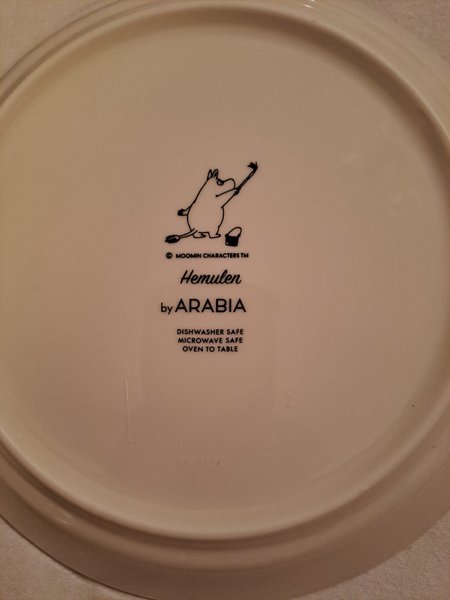 © MOOMIN CHARACTERS TM
Hemulen
by ARABIA
DISHWASHER SAFE
MICROWAVE SAFE
OVEN TO TABLE